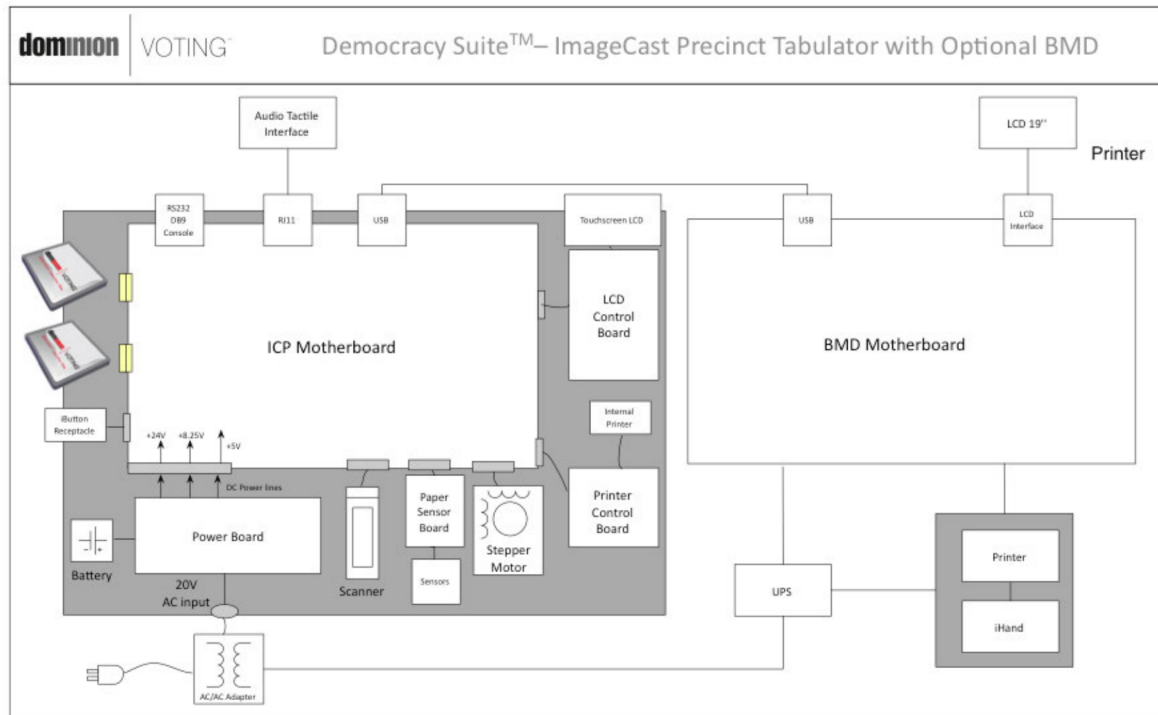 dominion VOTING™ Democracy Suite™– ImageCast Precinct Tabulator with Optional BMD
Audio Tactile
Interface
LCD 19''
Printer
RS232
DB9
Console
RJ11
USB
Touchscreen LCD
USB
LCD
Interface
LCD
Control
Board
ICP Motherboard
BMD Motherboard
VOTING
VOTING
iButton
Receptacle
+24V
+8.25V
+5V
Internal
Printer
DC Power lines
Power Board
Paper
Sensor
Board
Stepper
Motor
Printer
Control
Board
Battery
Scanner
Sensors
20V
AC input
UPS
Printer
iHand
AC/AC Adapter